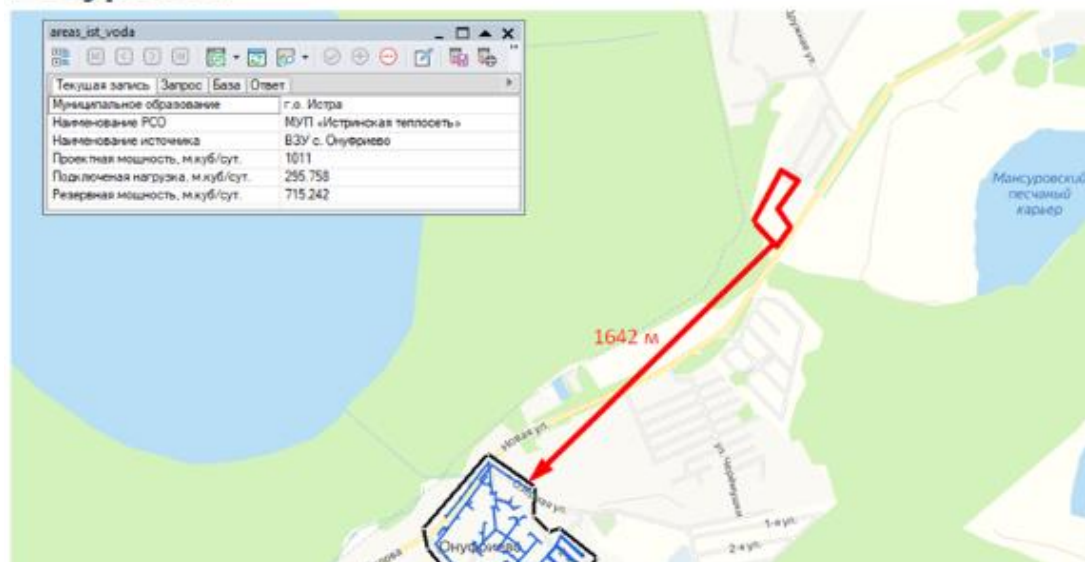 areas_ist_voda
Текущая запись Запрос База Ответ
Муниципальное образование г.о. Истра
Наименование РСО МУП «Истринская теплосеть»
Наименование источника ВЗУ с. Онуфриево
Проектная мощность, м.куб/сут. 1011
Подключеная нагрузка, м.куб/сут. 295.758
Резервная мощность, м.куб/сут. 715.242
Мансуровский
песчаный
карьер
1642 м
Новая ул.
ул. Черёмушки
1-я ул.
2-я ул.
Онуфриево